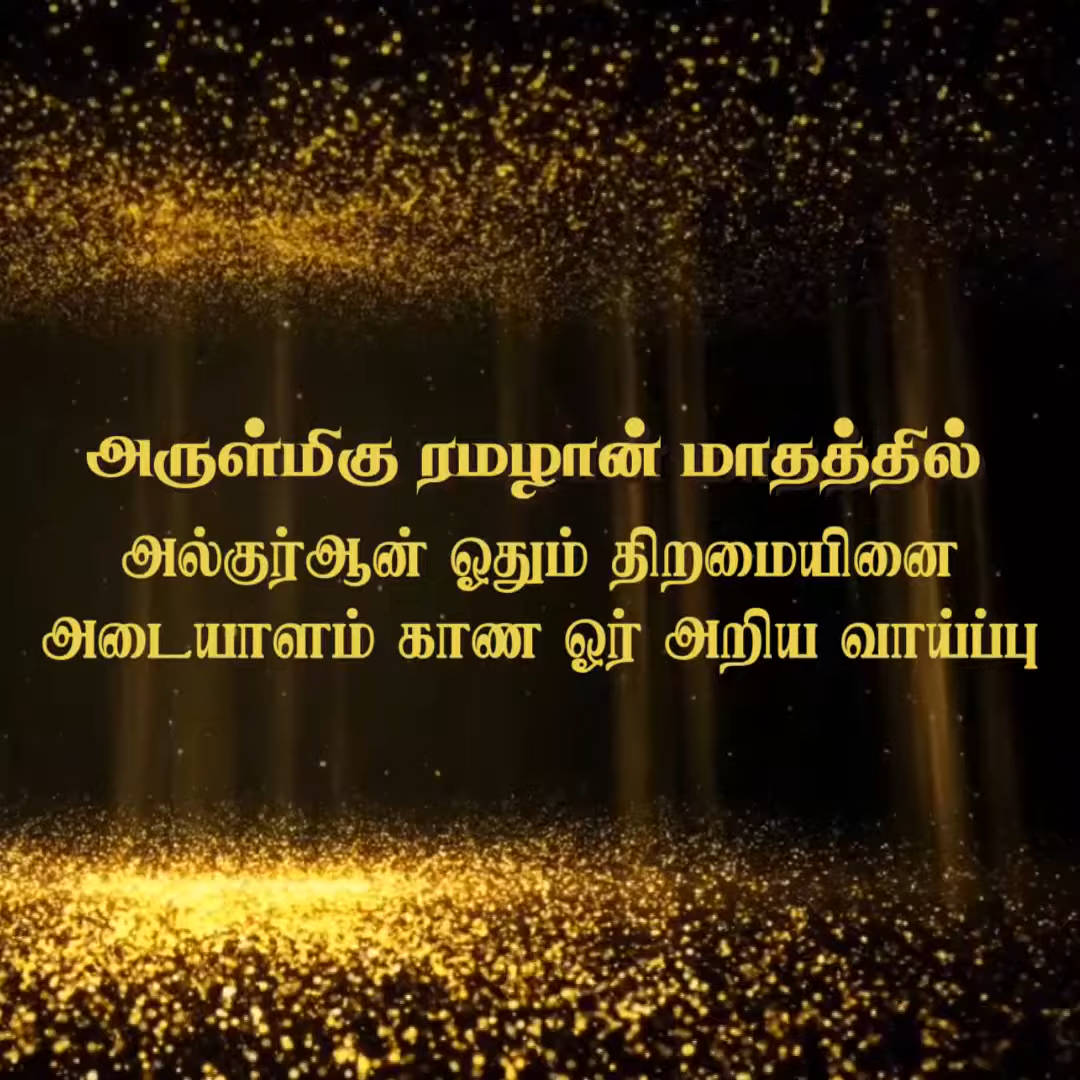 அருள்மிகு ரமழான் மாதத்தில்
அல்குர்ஆன் ஓதும் திறமையினை
அடையாளம் காண ஓர் அறிய வாய்ப்பு